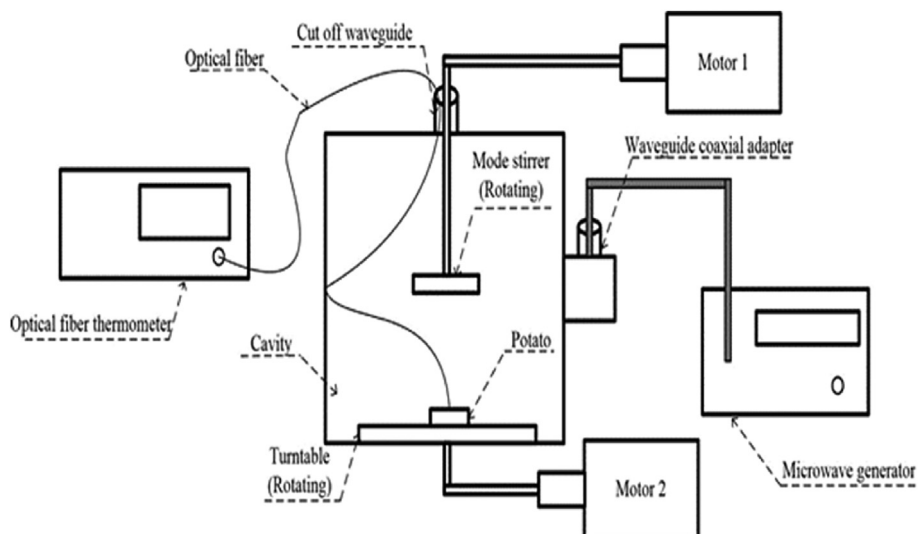 Cut off waveguide
Optical fiber
Motor 1
Waveguide coaxial adapter
Mode stirrer
(Rotating)
Optical fiber thermometer
Cavity
Potato
Turntable
(Rotating)
Motor 2
Microwave generator